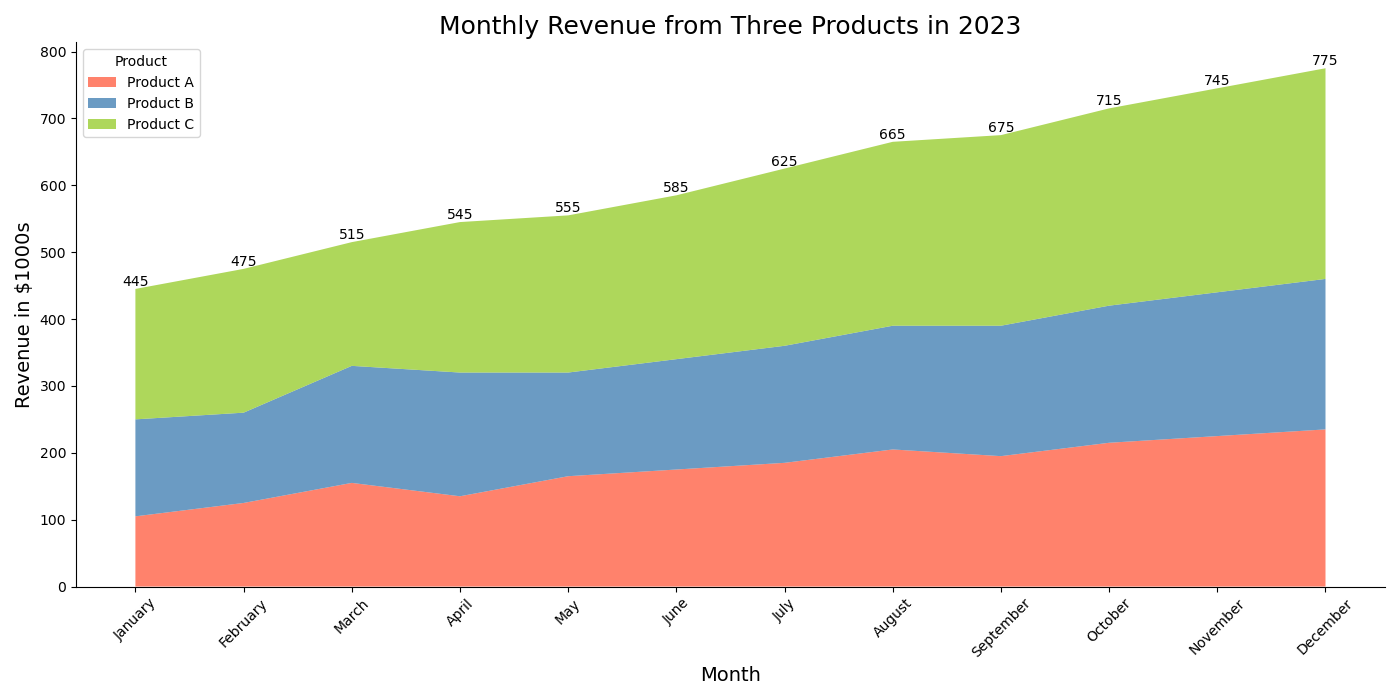 Monthly Revenue from Three Products in 2023
Product
Product A
Product B
Product C
Revenue in $1000s
800
700
600
500
400
300
200
100
0
445
475
515
545
555
585
625
665
675
715
745
775
January
February
March
April
May
June
July
August
September
October
November
December
Month